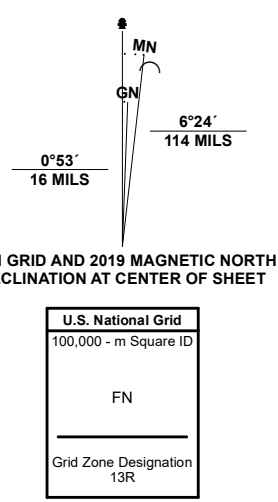 MN
GN
6°24´
114 MILS
0°53´
16 MILS
GRID AND 2019 MAGNETIC NORTH
CLINATION AT CENTER OF SHEET
U.S. National Grid
100,000 - m Square ID
FN
Grid Zone Designation
13R